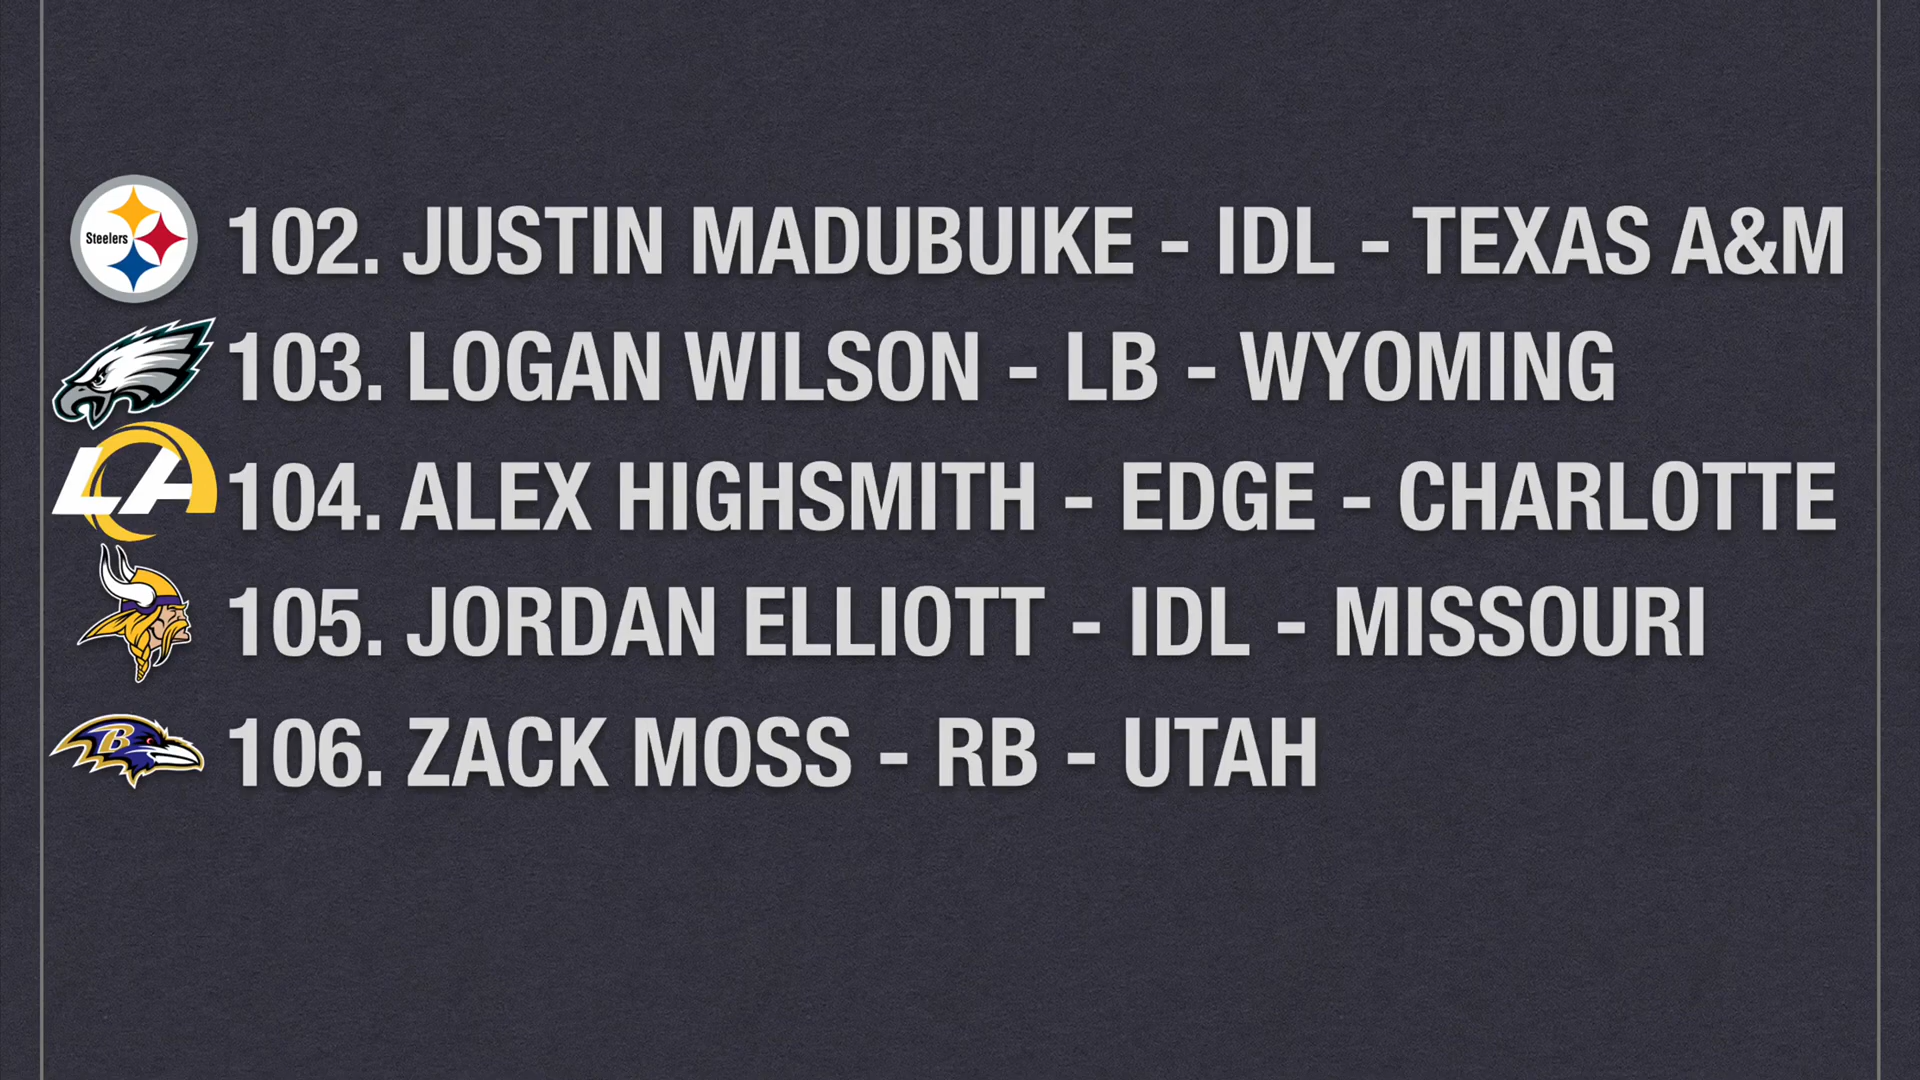 Steelers 102. JUSTIN MADUBUIKE - IDL - TEXAS A&M
103. LOGAN WILSON - LB - WYOMING
LA 104. ALEX HIGHSMITH - EDGE - CHARLOTTE
105. JORDAN ELLIOTT - IDL - MISSOURI
B 106. ZACK MOSS - RB - UTAH